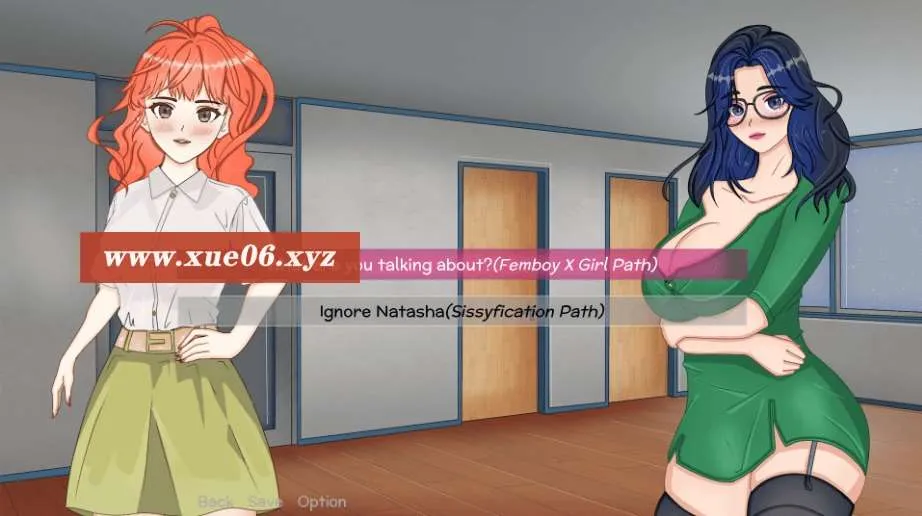 www.xue06.xyz
you talking about?(Femboy X Girl Path)
Ignore Natasha(Sissyfication Path)
Back Save Option